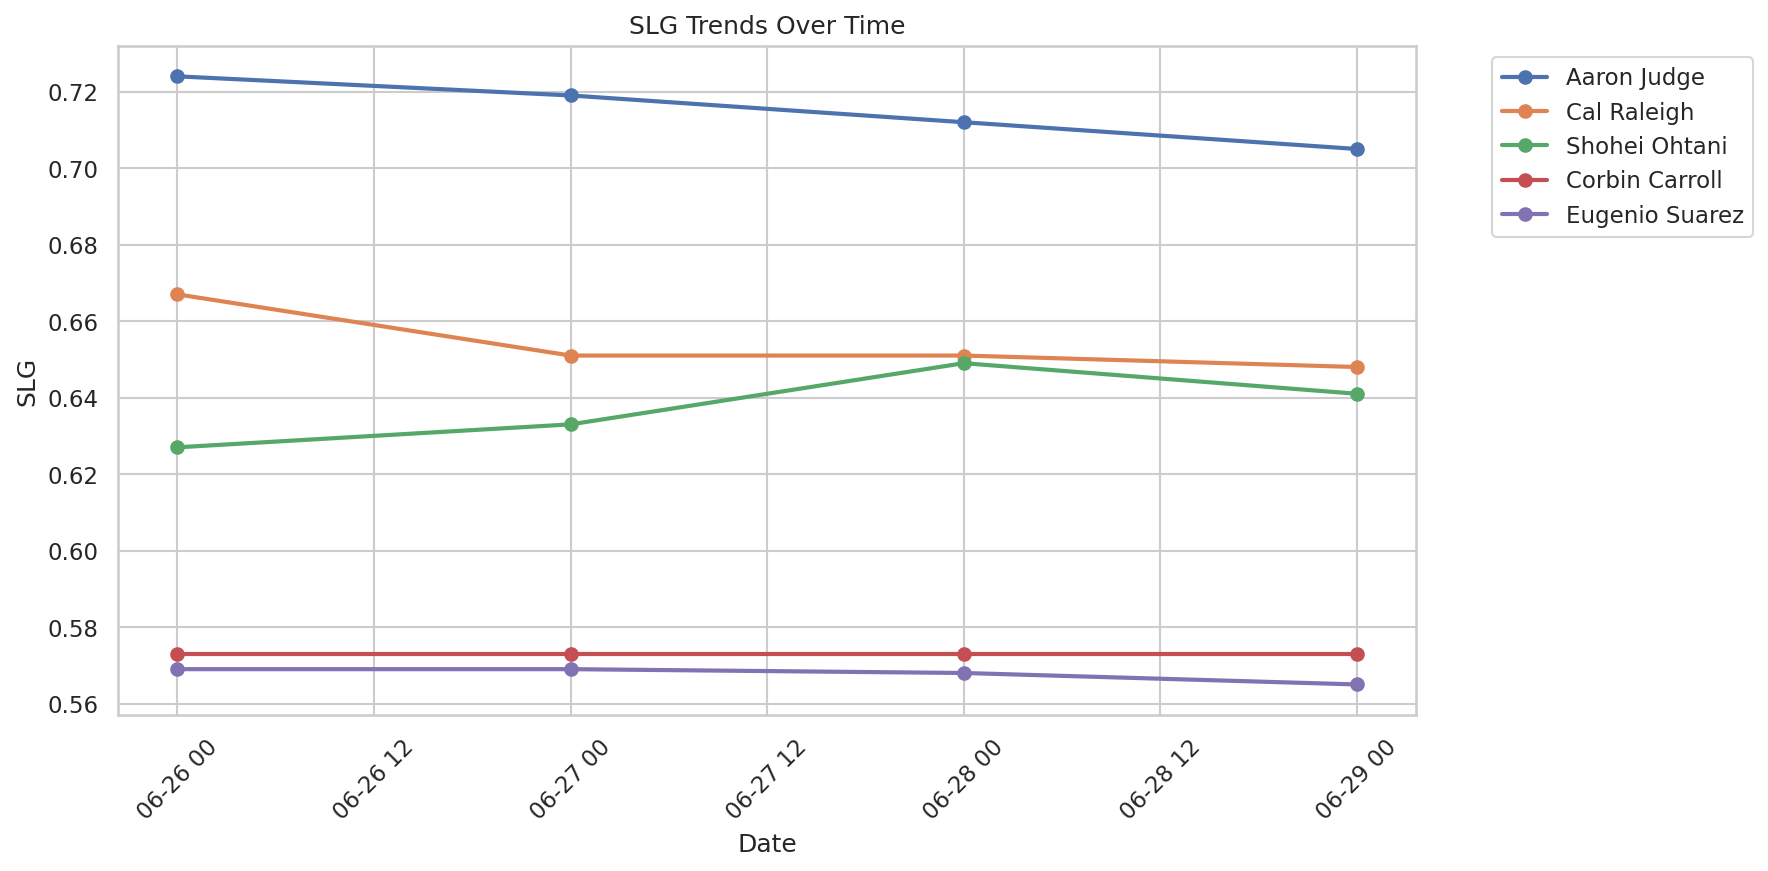 SLG Trends Over Time
Aaron Judge
Cal Raleigh
Shohei Ohtani
Corbin Carroll
Eugenio Suarez
SLG
0.72
0.70
0.68
0.66
0.64
0.62
0.60
0.58
0.56
06-26 00
06-26 12
06-27 00
06-27 12
06-28 00
06-28 12
06-29 00
Date